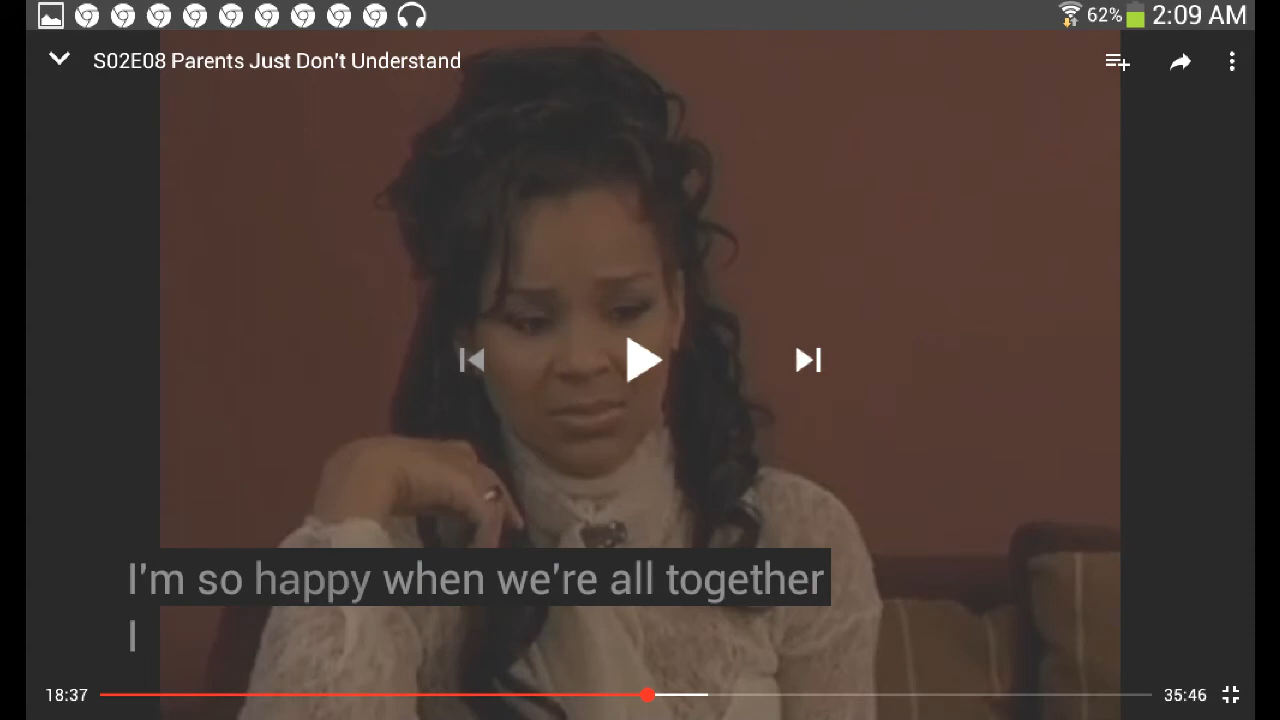 62% 2:09 AM
S02E08 Parents Just Don't Understand
I'm so happy when we're all together
I
18:37 35:46